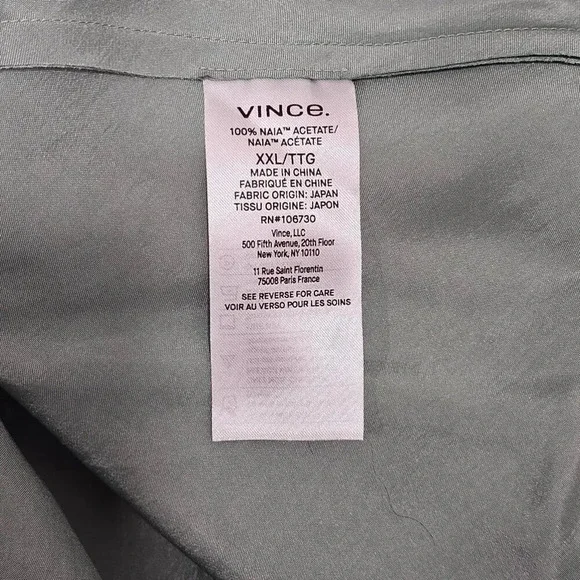 VINCE.
100% NAIA™ ACETATE/
NAIA™ ACÉTATE
XXL/TTG
MADE IN CHINA
FABRIQUÉ EN CHINE
FABRIC ORIGIN: JAPAN
TISSU ORIGINE: JAPON
RN#106730
Vince, LLC
500 Fifth Avenue, 20th Floor
New York, NY 10110
11 Rue Saint Florentin
75008 Paris France
SEE REVERSE FOR CARE
VOIR AU VERSO POUR LES SOINS